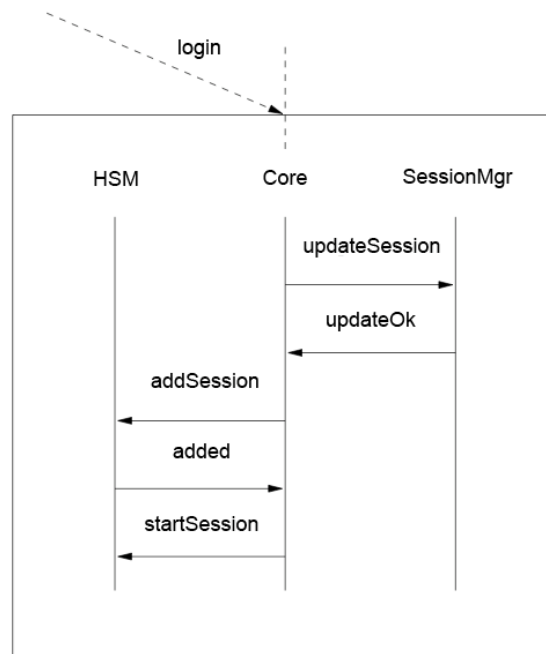 login
HSM
Core
SessionMgr
updateSession
updateOk
addSession
added
startSession